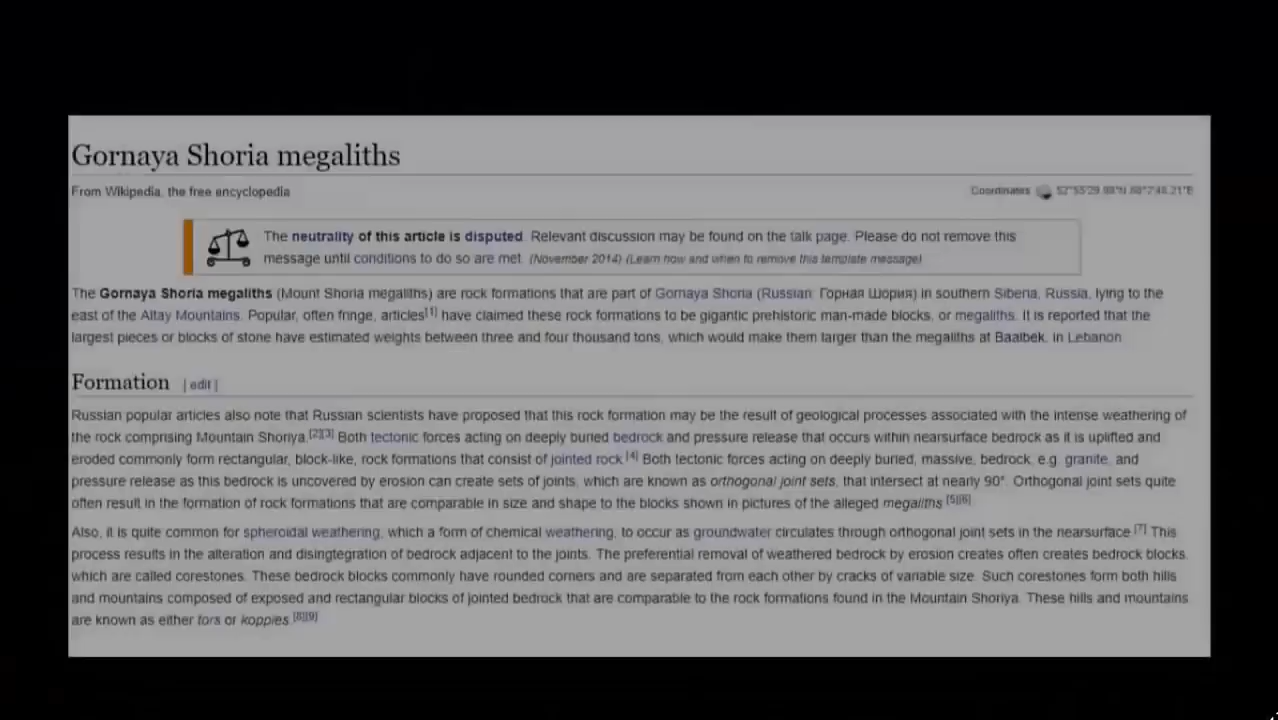 Gornaya Shoria megaliths
From Wikipedia, the free encyclopedia
Coordinates
The neutrality of this article is disputed. Relevant discussion may be found on the talk page. Please do not remove this
message until conditions to do so are met. (November 2014) (Learn how and when to remove this template message)
The Gornaya Shoria megaliths (Mount Shoria megaliths) are rock formations that are part of Gornaya Shoria (Russian: Горная Шория) in southern Siberia, Russia, lying to the
east of the Altay Mountains. Popular, often fringe, articles[1] have claimed these rock formations to be gigantic prehistoric man-made blocks, or megaliths. It is reported that the
largest pieces or blocks of stone have estimated weights between three and four thousand tons, which would make them larger than the megaliths at Baalbek, in Lebanon
Formation [ edit ]
Russian popular articles also note that Russian scientists have proposed that this rock formation may be the result of geological processes associated with the intense weathering of
the rock comprising Mountain Shoriya.[2][3] Both tectonic forces acting on deeply buried bedrock and pressure release that occurs within nearsurface bedrock as it is uplifted and
eroded commonly form rectangular, block-like, rock formations that consist of jointed rock.[4] Both tectonic forces acting on deeply buried, massive, bedrock, e.g. granite, and
pressure release as this bedrock is uncovered by erosion can create sets of joints, which are known as orthogonal joint sets, that intersect at nearly 90°. Orthogonal joint sets quite
often result in the formation of rock formations that are comparable in size and shape to the blocks shown in pictures of the alleged megaliths.[5][6]
Also, it is quite common for spheroidal weathering, which a form of chemical weathering, to occur as groundwater circulates through orthogonal joint sets in the nearsurface.[7] This
process results in the alteration and disingtegration of bedrock adjacent to the joints. The preferential removal of weathered bedrock by erosion creates often creates bedrock blocks,
which are called corestones. These bedrock blocks commonly have rounded corners and are separated from each other by cracks of variable size. Such corestones form both hills
and mountains composed of exposed and rectangular blocks of jointed bedrock that are comparable to the rock formations found in the Mountain Shoriya. These hills and mountains
are known as either tors or koppies.[8][9]